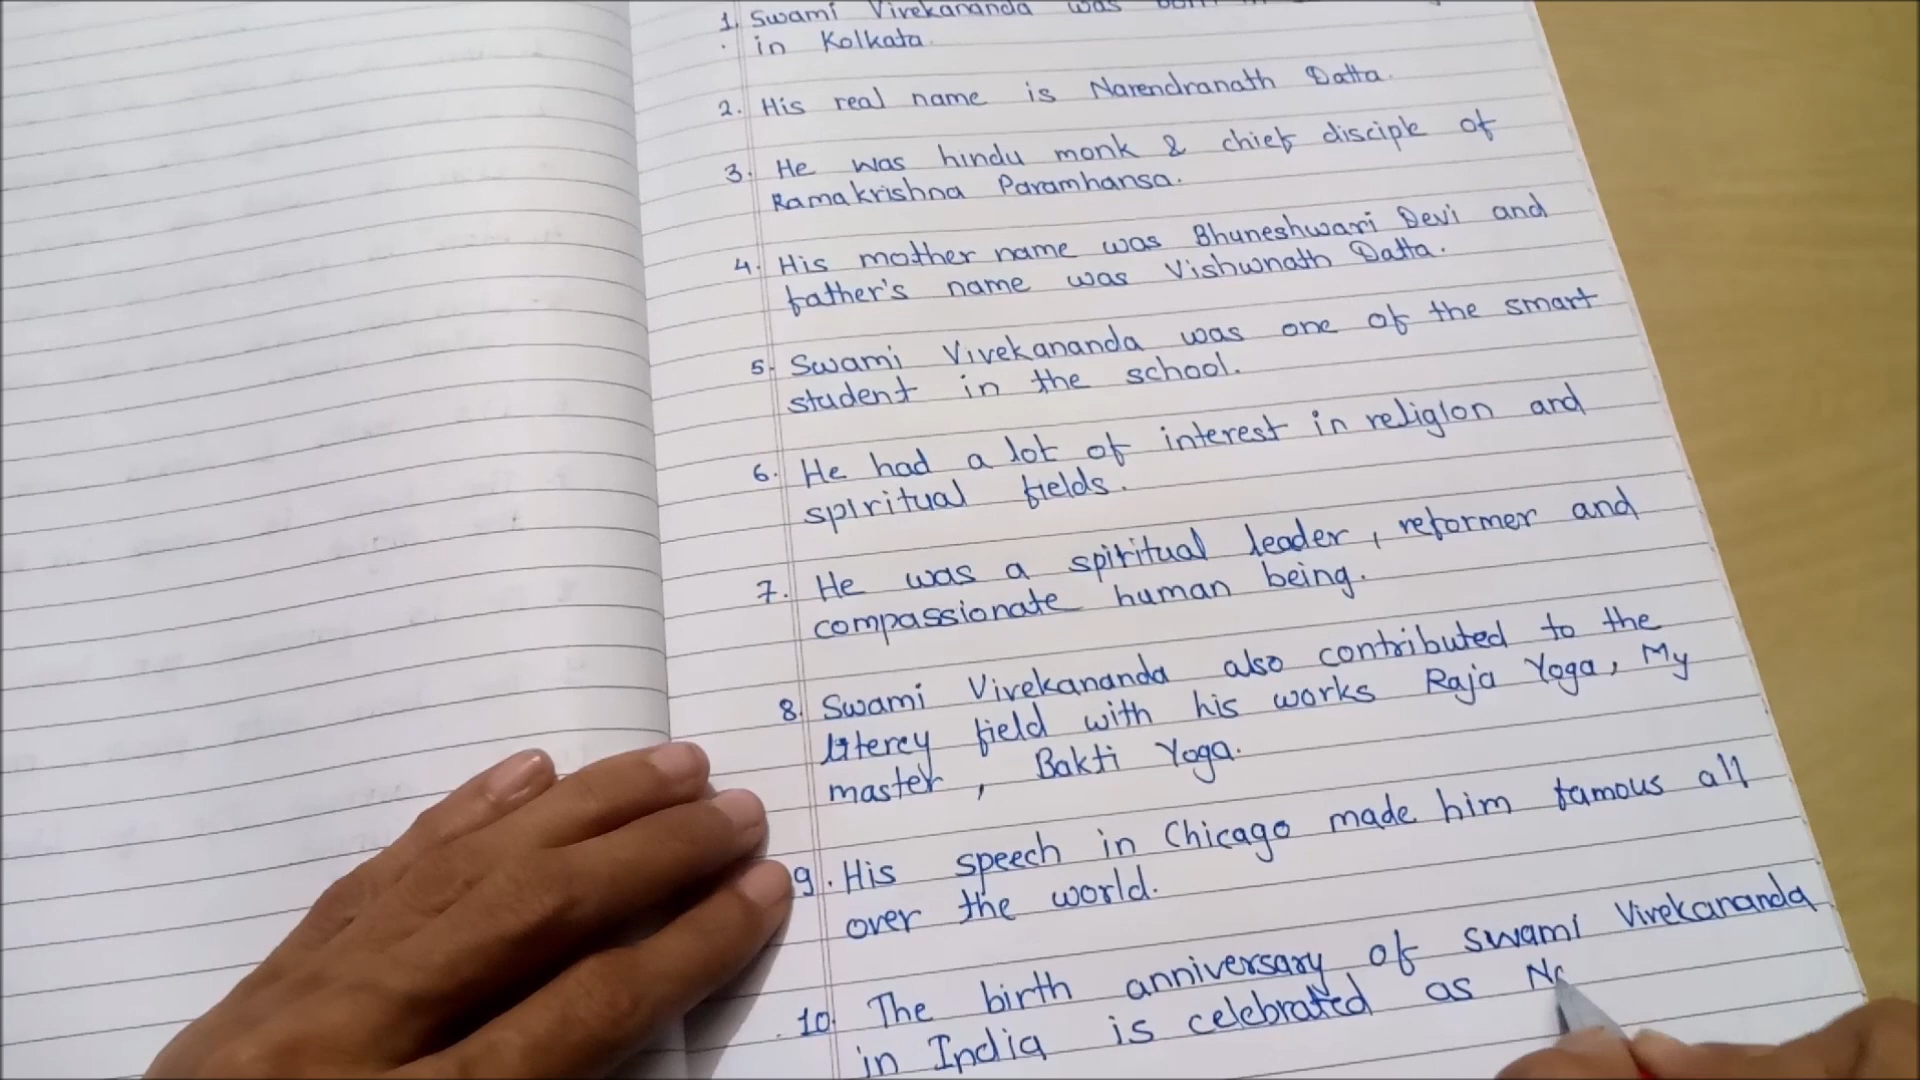 1. Swami Vivekananda was
in Kolkata.
2. His real name is Narendranath Datta.
3. He was hindu monk & chief disciple of
Ramakrishna Paramhansa.
4. His mother name was Bhuneshwari Devi and
father's name was Vishwnath Datta.
5. Swami Vivekananda was one of the smart
student in the school.
6. He had a lot of interest in religion and
spiritual fields.
7. He was a spiritual leader, reformer and
compassionate human being.
8. Swami Vivekananda also contributed to the
literey field with his works Raja Yoga, My
master, Bakti Yoga.
9. His speech in Chicago made him famous all
over the world.
10. The birth anniversary of swami Vivekananda
in India is celebrated as